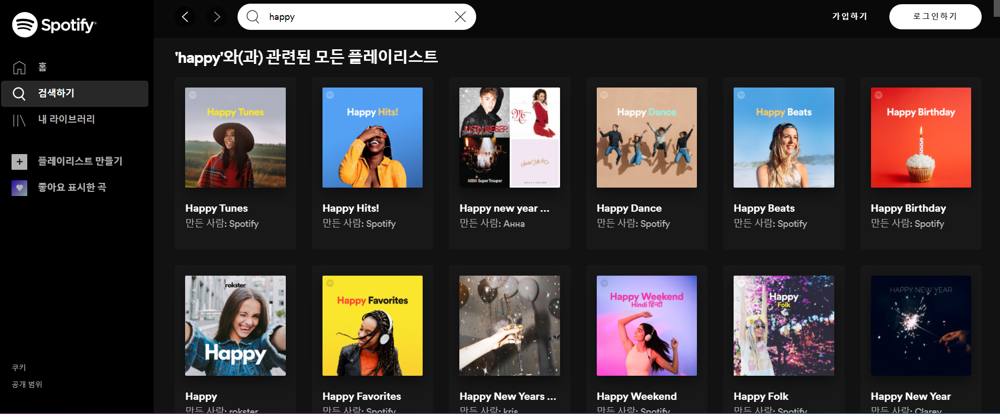 Spotify
happy
가입하기
로그인하기
홈
검색하기
내 라이브러리
플레이리스트 만들기
좋아요 표시한 곡
쿠키
공개 범위
'happy'와(과) 관련된 모든 플레이리스트
Happy Tunes
Happy Tunes
만든 사람: Spotify
Happy Hits!
Happy Hits!
만든 사람: Spotify
JUSTIN BIEBER
ABBA Super Trouper
ARIANA GRANDE
Happy new year ...
만든 사람: Анна
Happy Dance
Happy Dance
만든 사람: Spotify
Happy Beats
Happy Beats
만든 사람: Spotify
Happy Birthday
Happy Birthday
만든 사람: Spotify
rokster
Happy
Happy
만든 사람: rokster
Happy Favorites
Happy Favorites
만든 사람: Spotify
Happy New Years ...
만든 사람: kris
Happy Weekend
Hindi हिन्दी
Happy Weekend
만든 사람: Spotify
Happy
Folk
Happy Folk
만든 사람: Spotify
HAPPY NEW YEAR
Happy New Year
만든 사람: Clarey